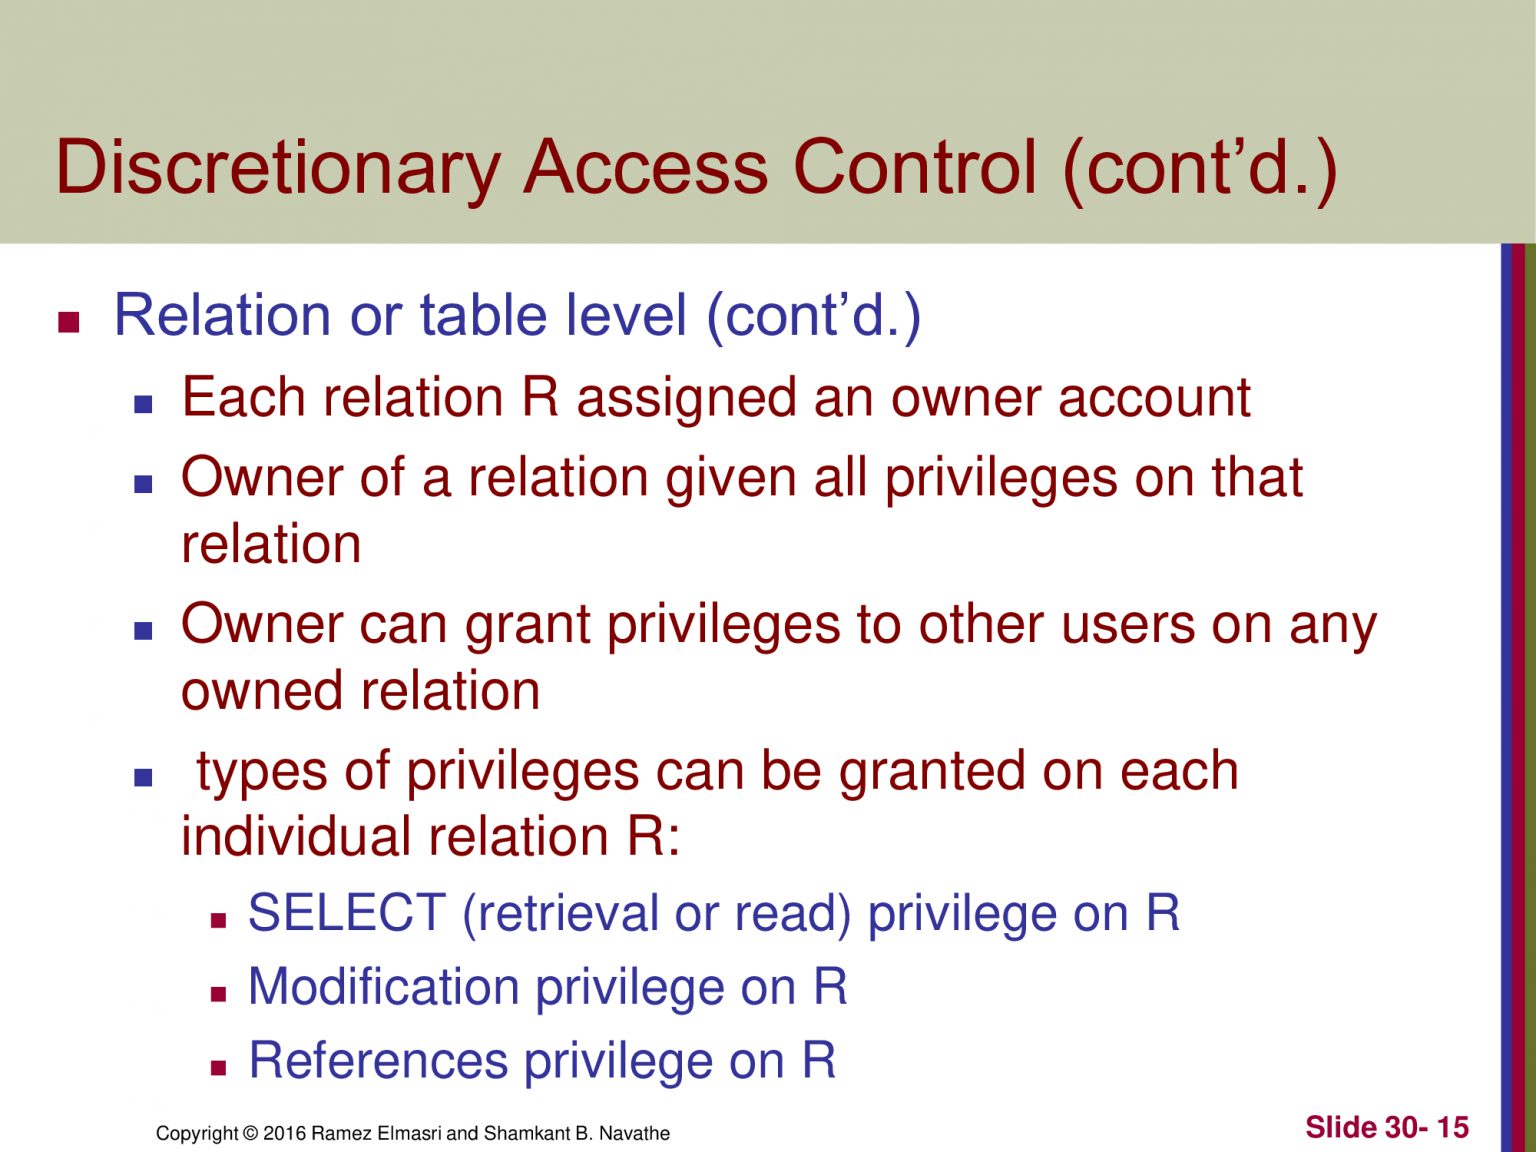 Discretionary Access Control (cont’d.)
Relation or table level (cont’d.)
Each relation R assigned an owner account
Owner of a relation given all privileges on that
relation
Owner can grant privileges to other users on any
owned relation
types of privileges can be granted on each
individual relation R:
SELECT (retrieval or read) privilege on R
Modification privilege on R
References privilege on R
Copyright © 2016 Ramez Elmasri and Shamkant B. Navathe
Slide 30- 15